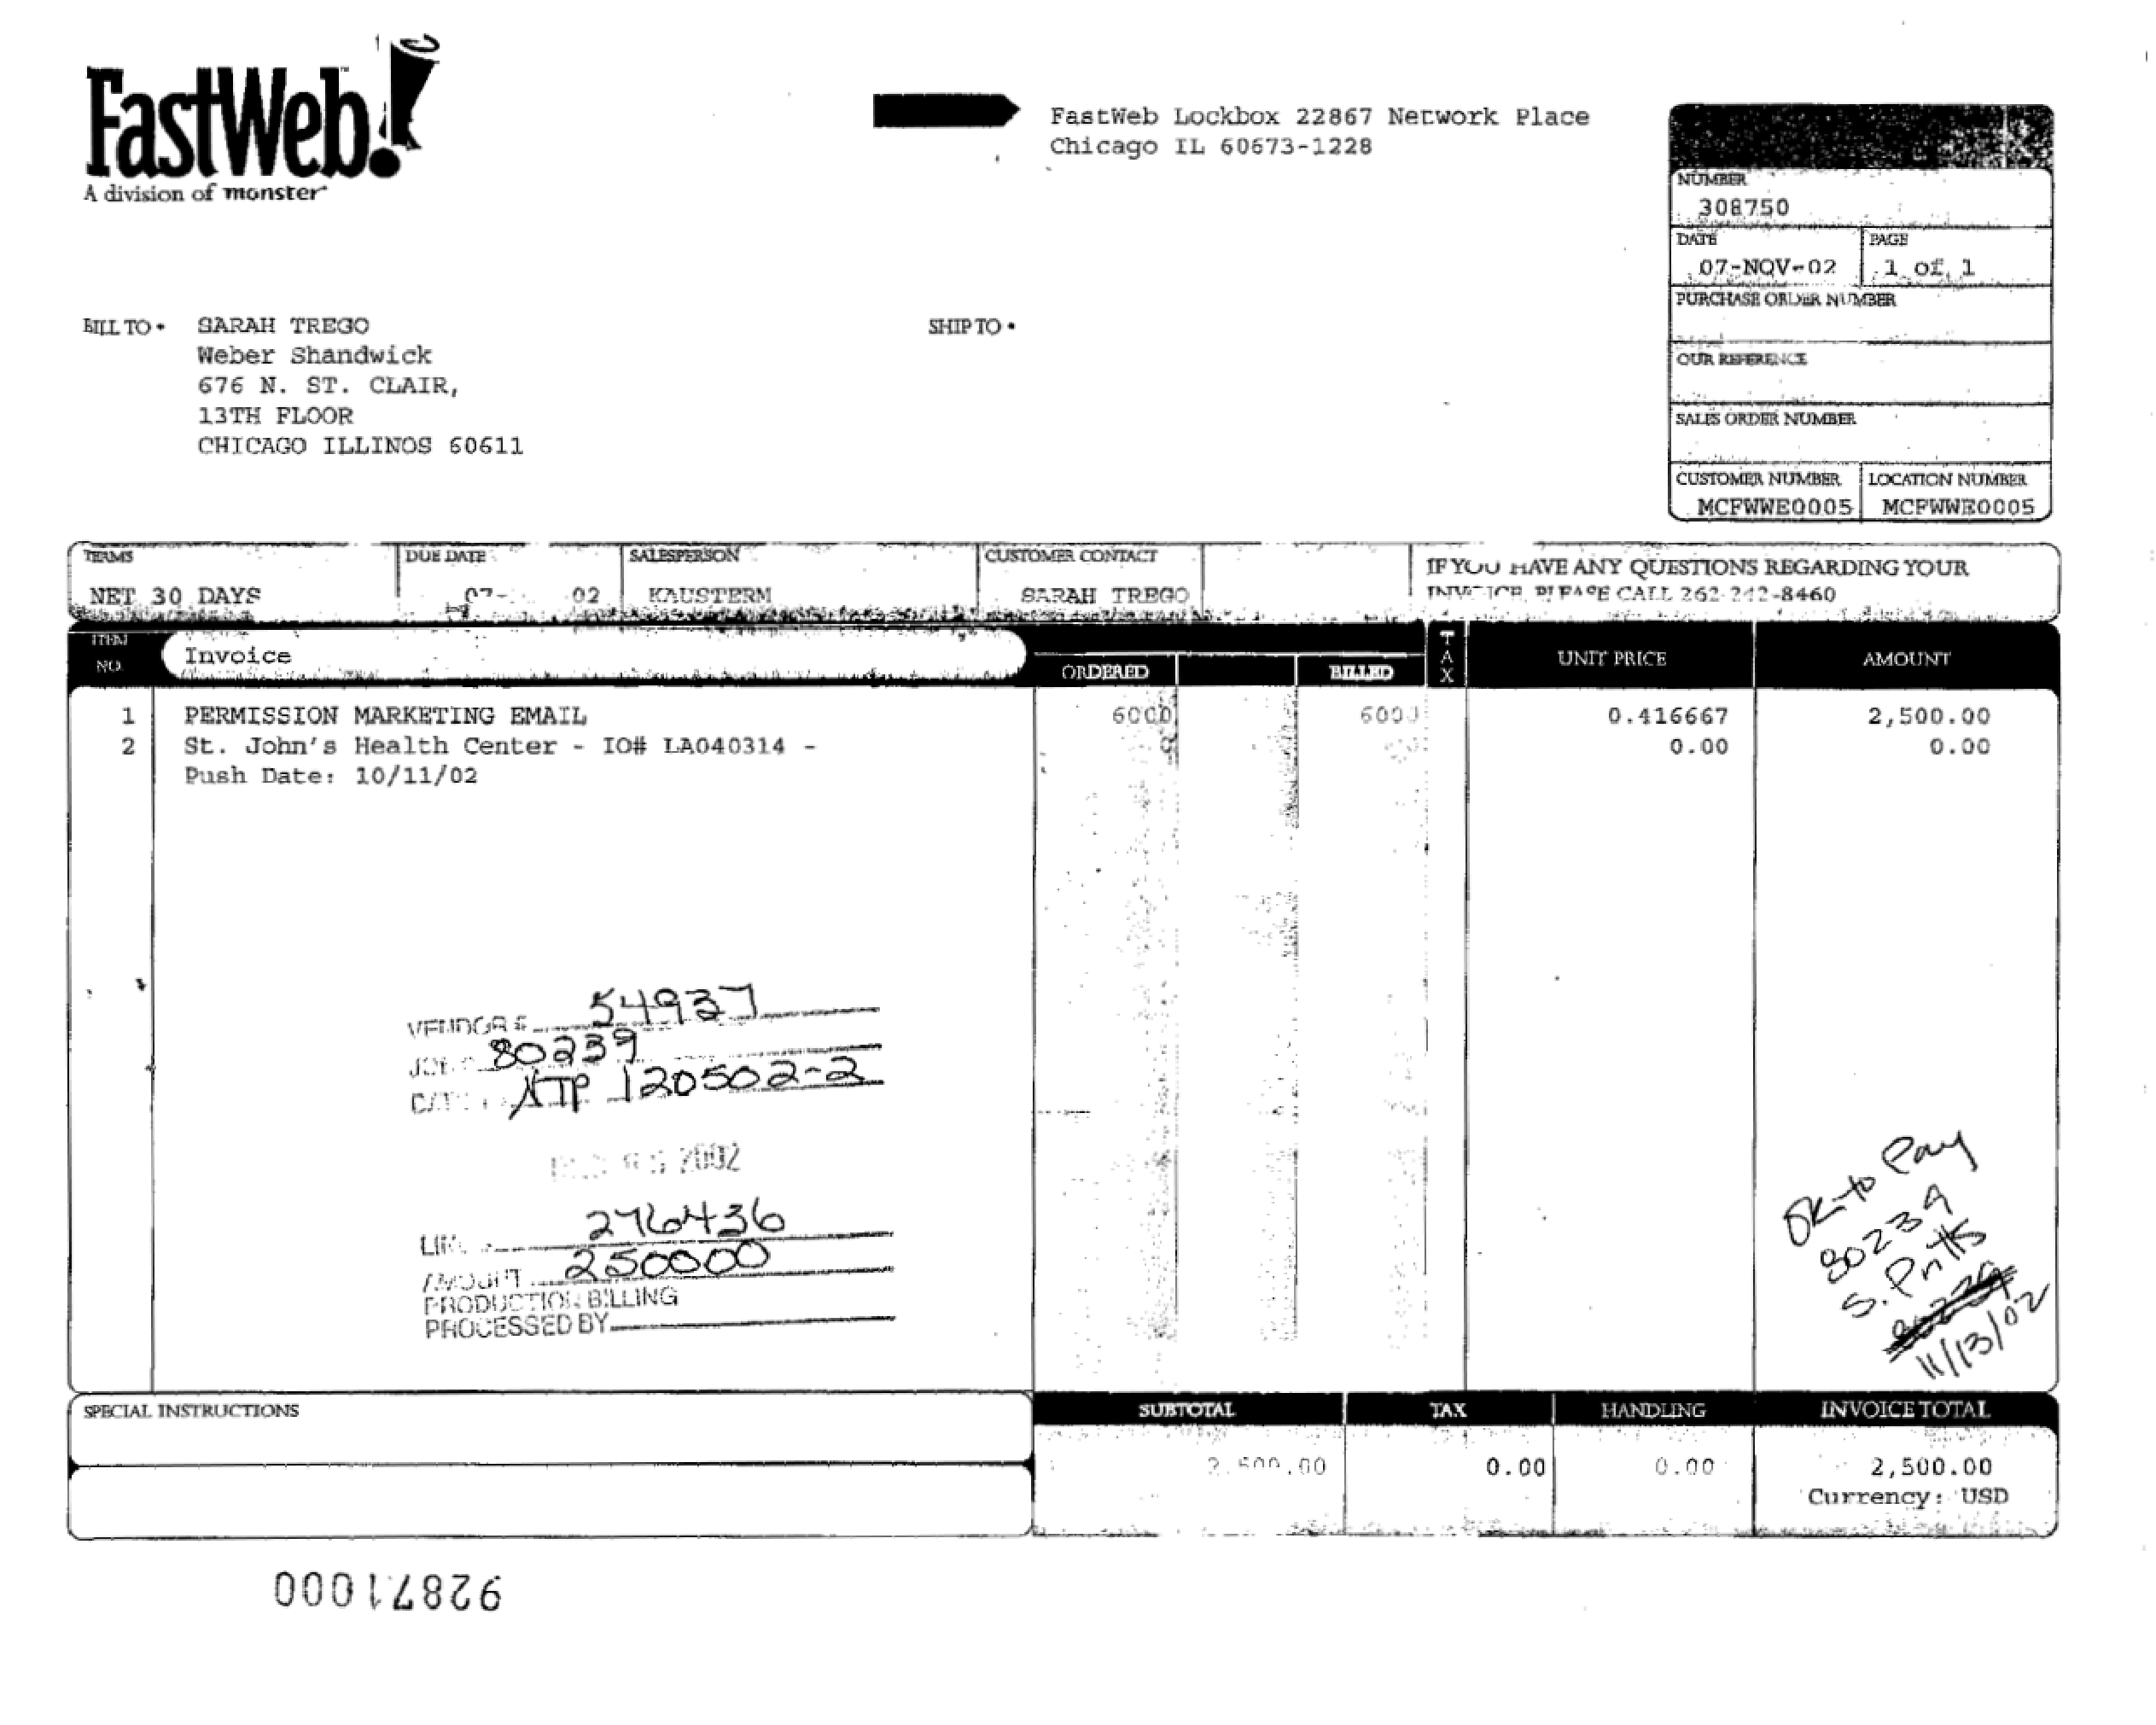 FastWeb!
A division of monster
FastWeb Lockbox 22867 Network Place
Chicago IL 60673-1228
NUMBER
308750
DATE
PAGE
07-NOV-02
1 of 1
PURCHASE ORDER NUMBER
OUR REFERENCE
SALES ORDER NUMBER
CUSTOMER NUMBER
LOCATION NUMBER
MCFWWE0005
MCFWWE0005
BILL TO •
SARAH TREGO
Weber Shandwick
676 N. ST. CLAIR,
13TH FLOOR
CHICAGO ILLINOS 60611
SHIP TO •
TERMS
DUE DATE
SALESPERSON
CUSTOMER CONTACT
NET 30 DAYS
07- 02
KAUSTERM
SARAH TREGO
IF YOU HAVE ANY QUESTIONS REGARDING YOUR
INVOICE PLEASE CALL 262-242-8460
ITEM NO.
Invoice
ORDERED
BILLED
TAX
UNIT PRICE
AMOUNT
1 PERMISSION MARKETING EMAIL 6000 6000 0.416667 2,500.00
2 St. John's Health Center - IO# LA040314 - 0 0.00 0.00
Push Date: 10/11/02
VENDOR # 54937
JOB # 80239
DATE NTP 120502-2
2002
276436
AMOUNT 250000
PRODUCTION BILLING
PROCESSED BY
OK to Pay
80239
S.
11/13/02
SPECIAL INSTRUCTIONS
SUBTOTAL
TAX
HANDLING
INVOICE TOTAL
2,500.00
0.00
0.00
2,500.00
Currency: USD
92871000